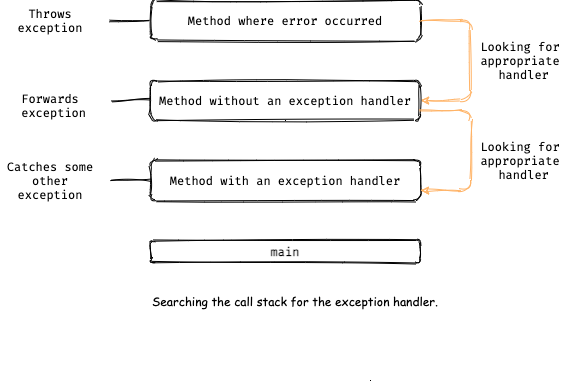 Throws
exception
Method where error occurred
Looking for
appropriate
handler
Forwards
exception
Method without an exception handler
Looking for
appropriate
handler
Catches some
other
exception
Method with an exception handler
main
Searching the call stack for the exception handler.